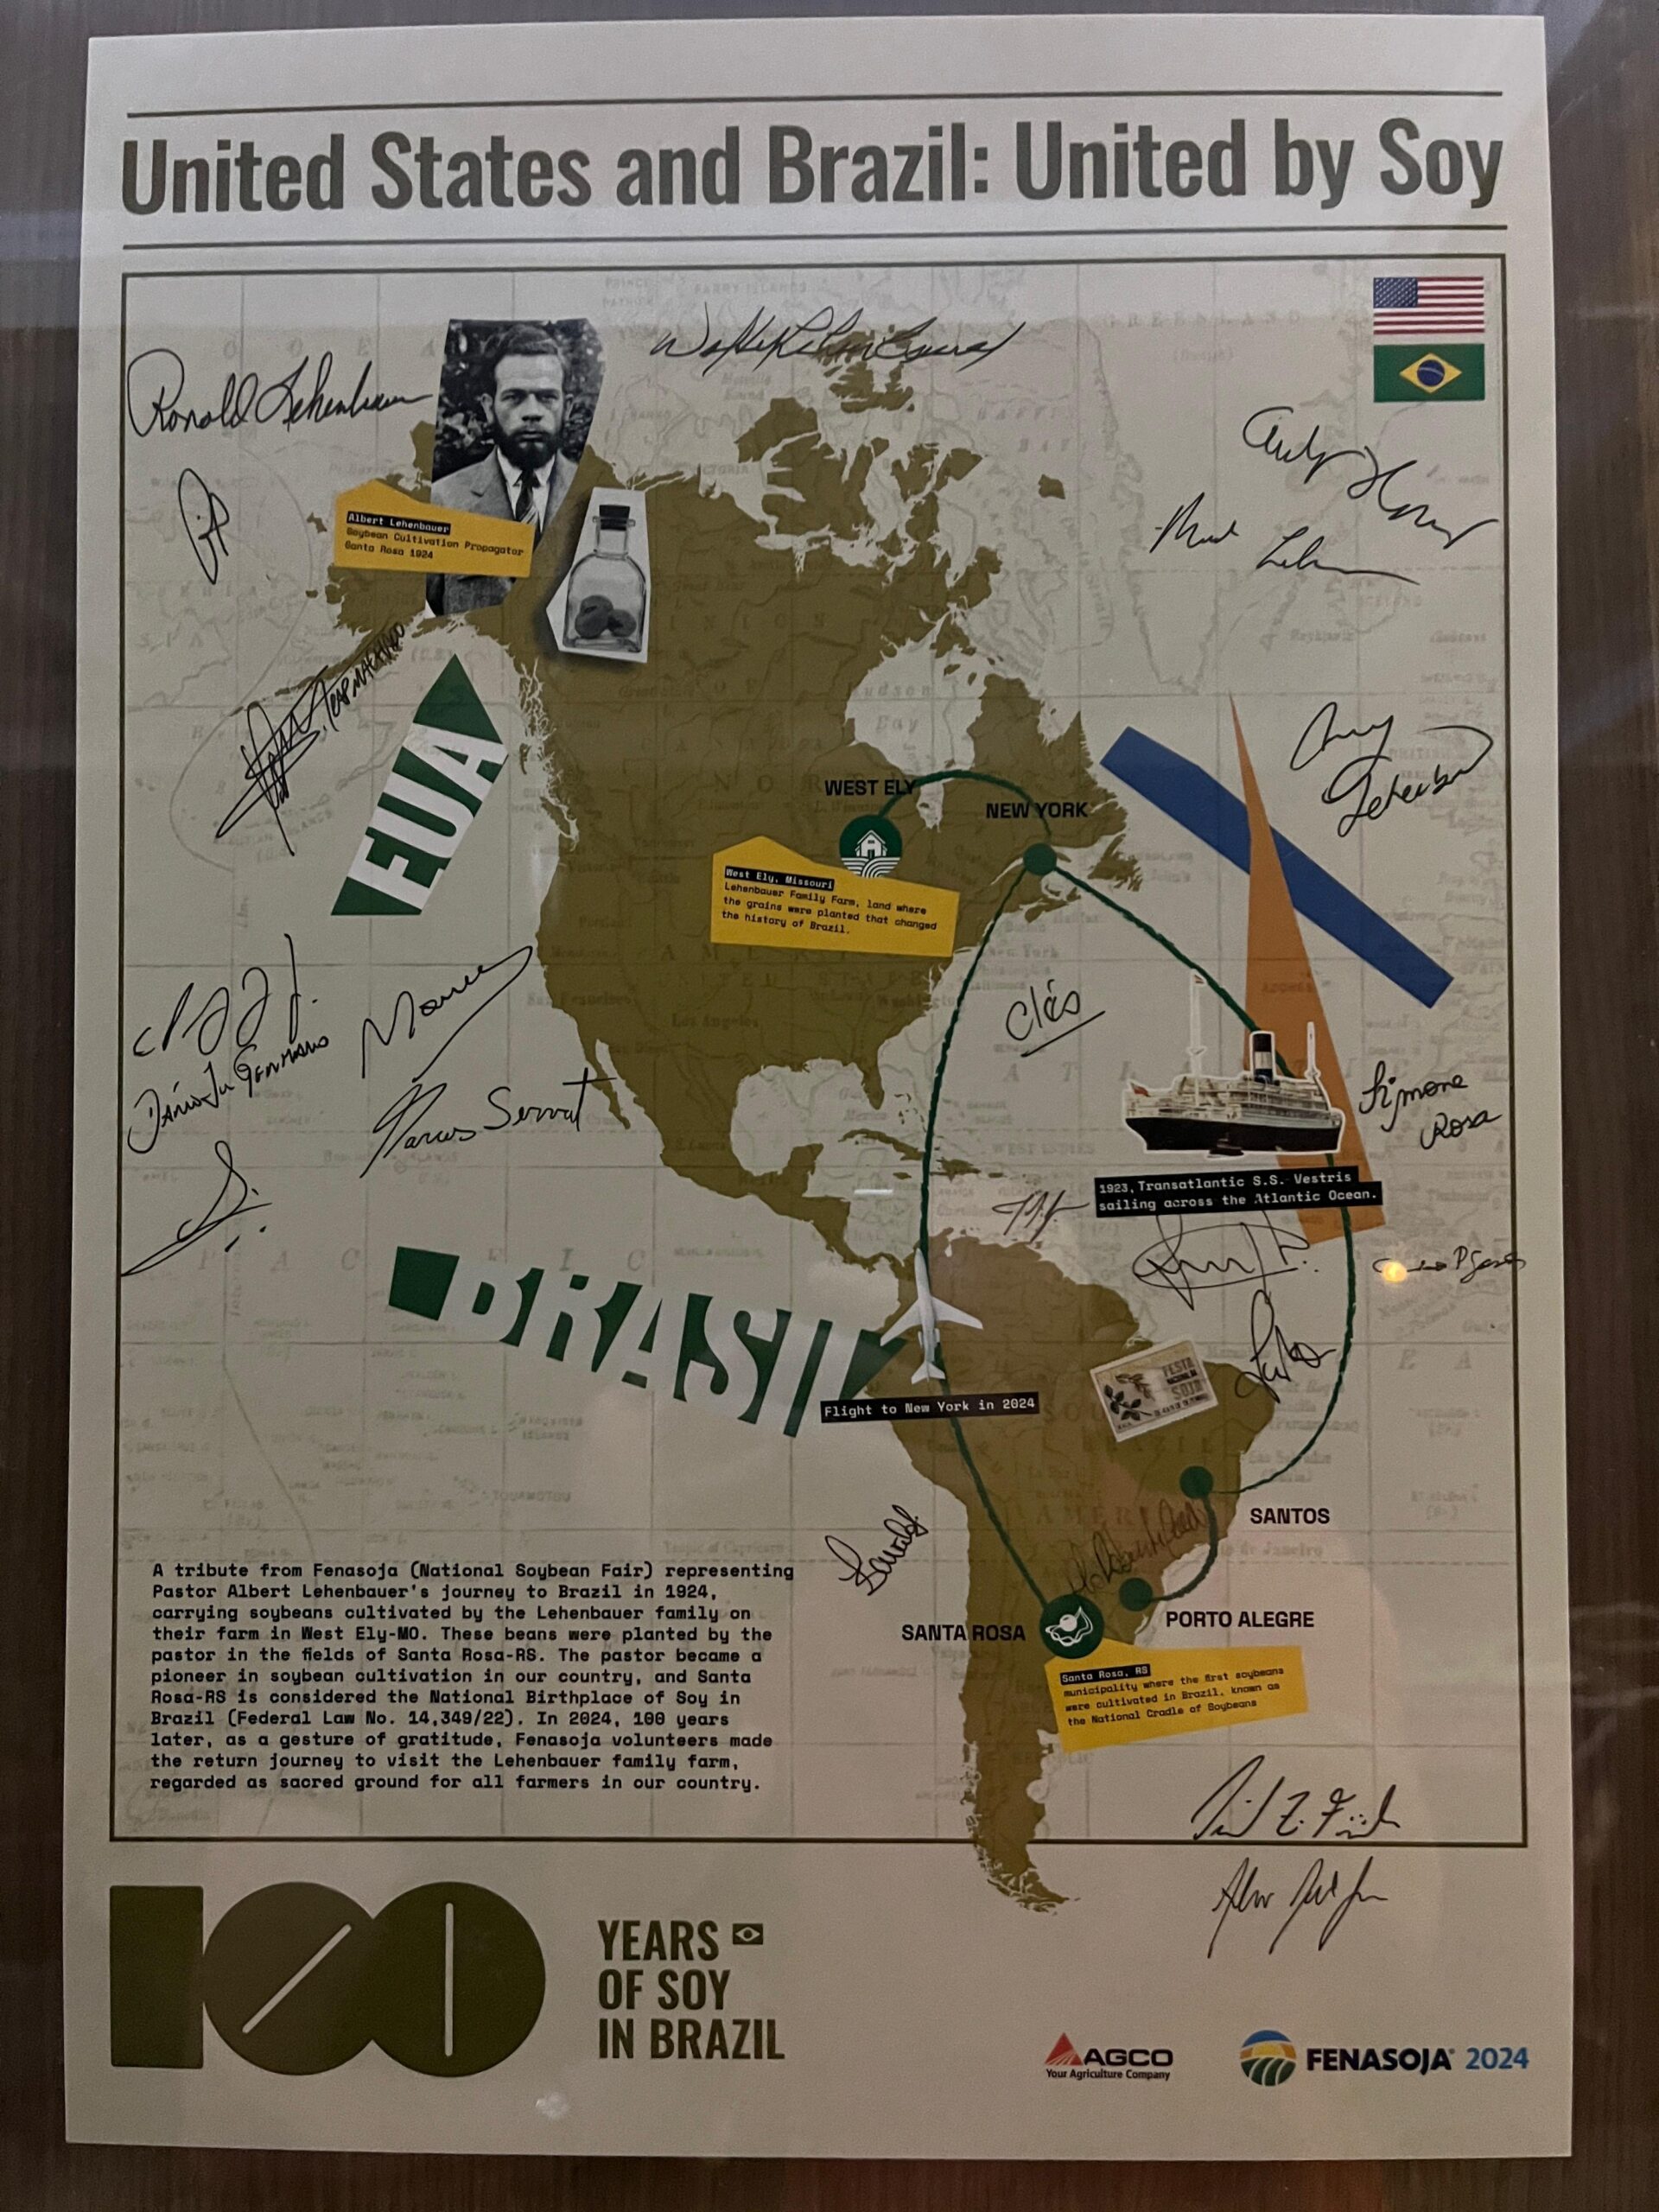 United States and Brazil: United by Soy
Ronald Lehenbauer
Albert Lehenbauer
Soybean Cultivation Propagator
Santa Rosa 1924
EUA
WEST ELY
NEW YORK
West Ely, Missouri
Lehenbauer Family Farm, land where
the grains were planted that changed
the history of Brazil.
Cléo
Marcus Servat
Simone
Rosa
1923, Transatlantic S.S. Vestris
sailing across the Atlantic Ocean.
BRASIL
FESTA
NACIONAL
SOJA
Flight to New York in 2024
SANTOS
PORTO ALEGRE
SANTA ROSA
Santa Rosa, RS
municipality where the first soybeans
were cultivated in Brazil, known as
the National Cradle of Soybeans
A tribute from Fenasoja (National Soybean Fair) representing
Pastor Albert Lehenbauer's journey to Brazil in 1924,
carrying soybeans cultivated by the Lehenbauer family on
their farm in West Ely-MO. These beans were planted by the
pastor in the fields of Santa Rosa-RS. The pastor became a
pioneer in soybean cultivation in our country, and Santa
Rosa-RS is considered the National Birthplace of Soy in
Brazil (Federal Law No. 14,349/22). In 2024, 100 years
later, as a gesture of gratitude, Fenasoja volunteers made
the return journey to visit the Lehenbauer family farm,
regarded as sacred ground for all farmers in our country.
100
YEARS
OF SOY
IN BRAZIL
AGCO
Your Agriculture Company
FENASOJA® 2024